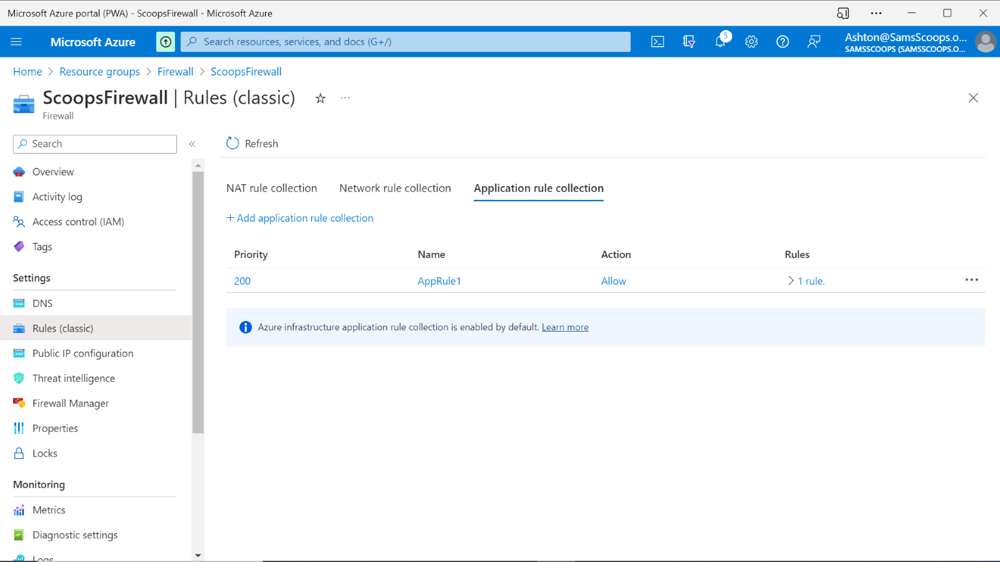 Microsoft Azure portal (PWA) - ScoopsFirewall - Microsoft Azure
Microsoft Azure
Search resources, services, and docs (G+/)
5
Ashton@SamsScoops.o...
SAMSSCOOPS (SAMSSCOOPS.O...
Home > Resource groups > Firewall > ScoopsFirewall
ScoopsFirewall | Rules (classic)
Firewall
Search
Refresh
Overview
Activity log
Access control (IAM)
Tags
Settings
DNS
Rules (classic)
Public IP configuration
Threat intelligence
Firewall Manager
Properties
Locks
Monitoring
Metrics
Diagnostic settings
Logs
NAT rule collection
Network rule collection
Application rule collection
+ Add application rule collection
Priority Name Action Rules
200 AppRule1 Allow 1 rule.
Azure infrastructure application rule collection is enabled by default. Learn more